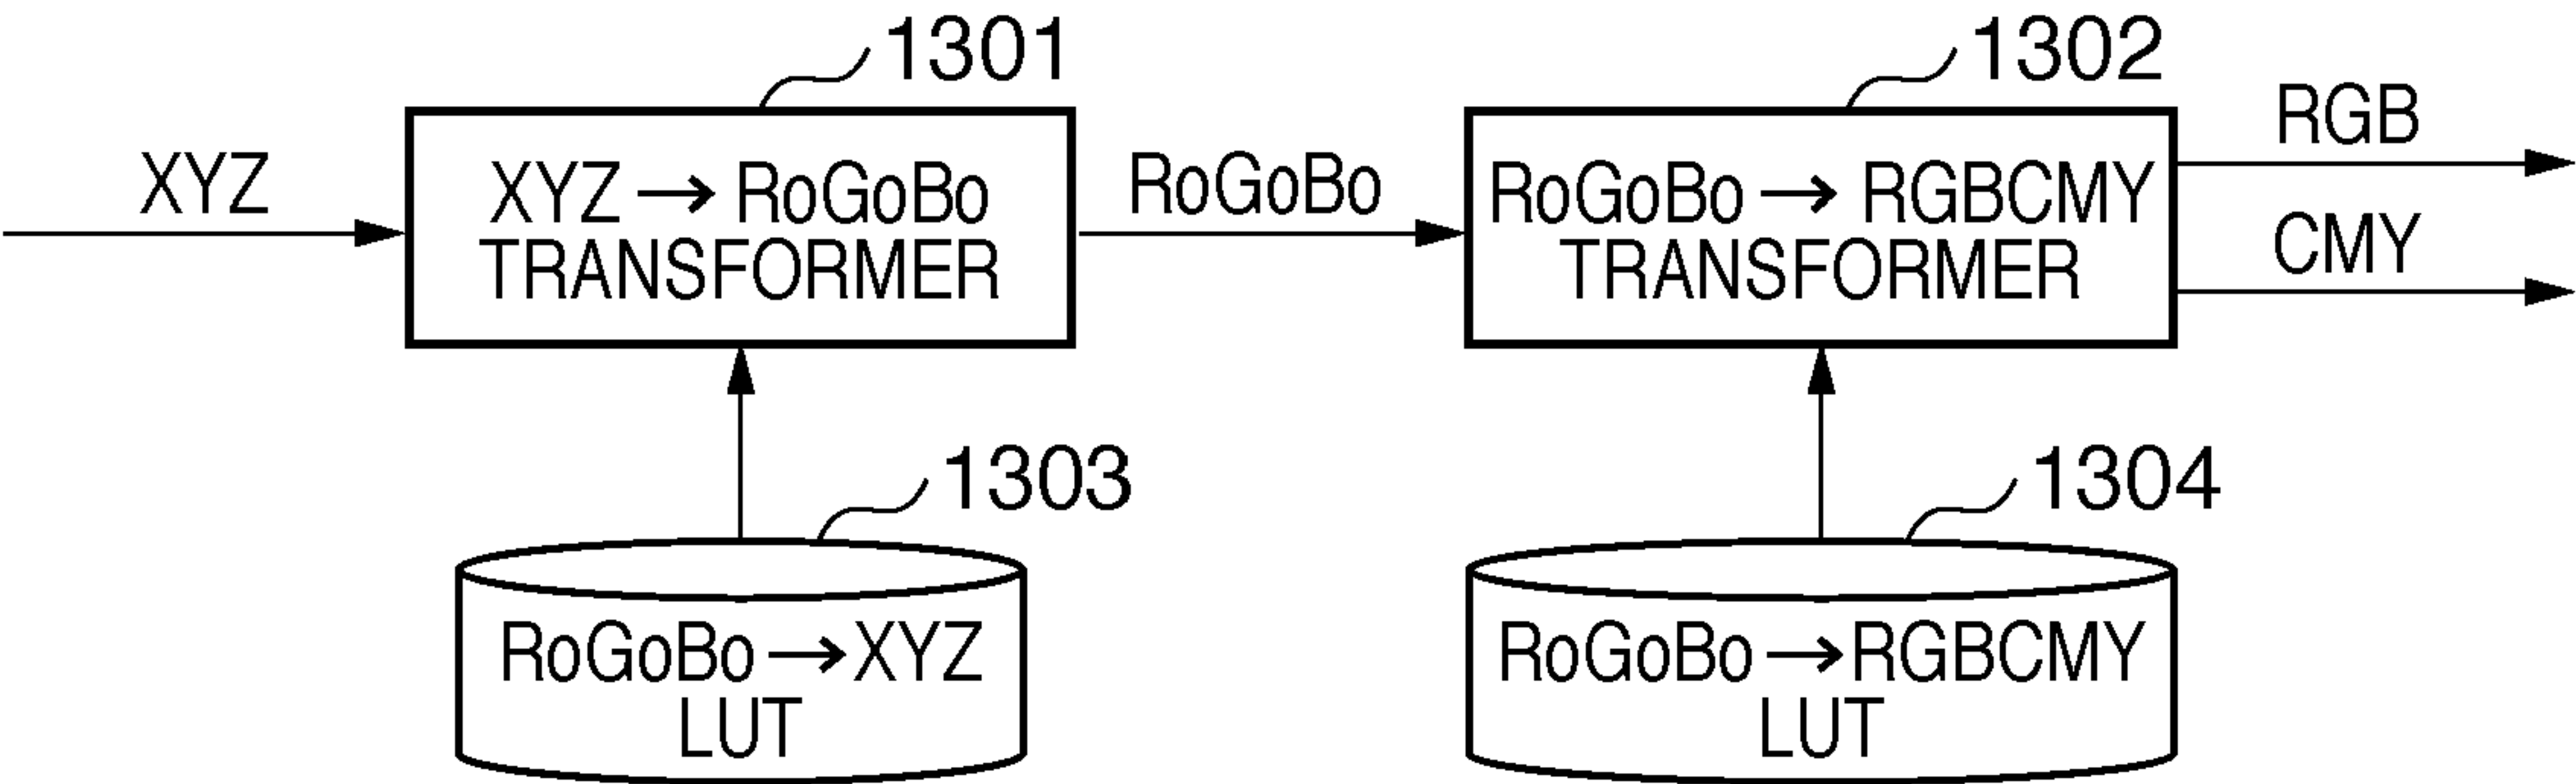 1301
1302
XYZ
XYZ → RoGoBo
TRANSFORMER
RoGoBo
RoGoBo → RGBCMY
TRANSFORMER
RGB
CMY
1303
1304
RoGoBo → XYZ
LUT
RoGoBo → RGBCMY
LUT